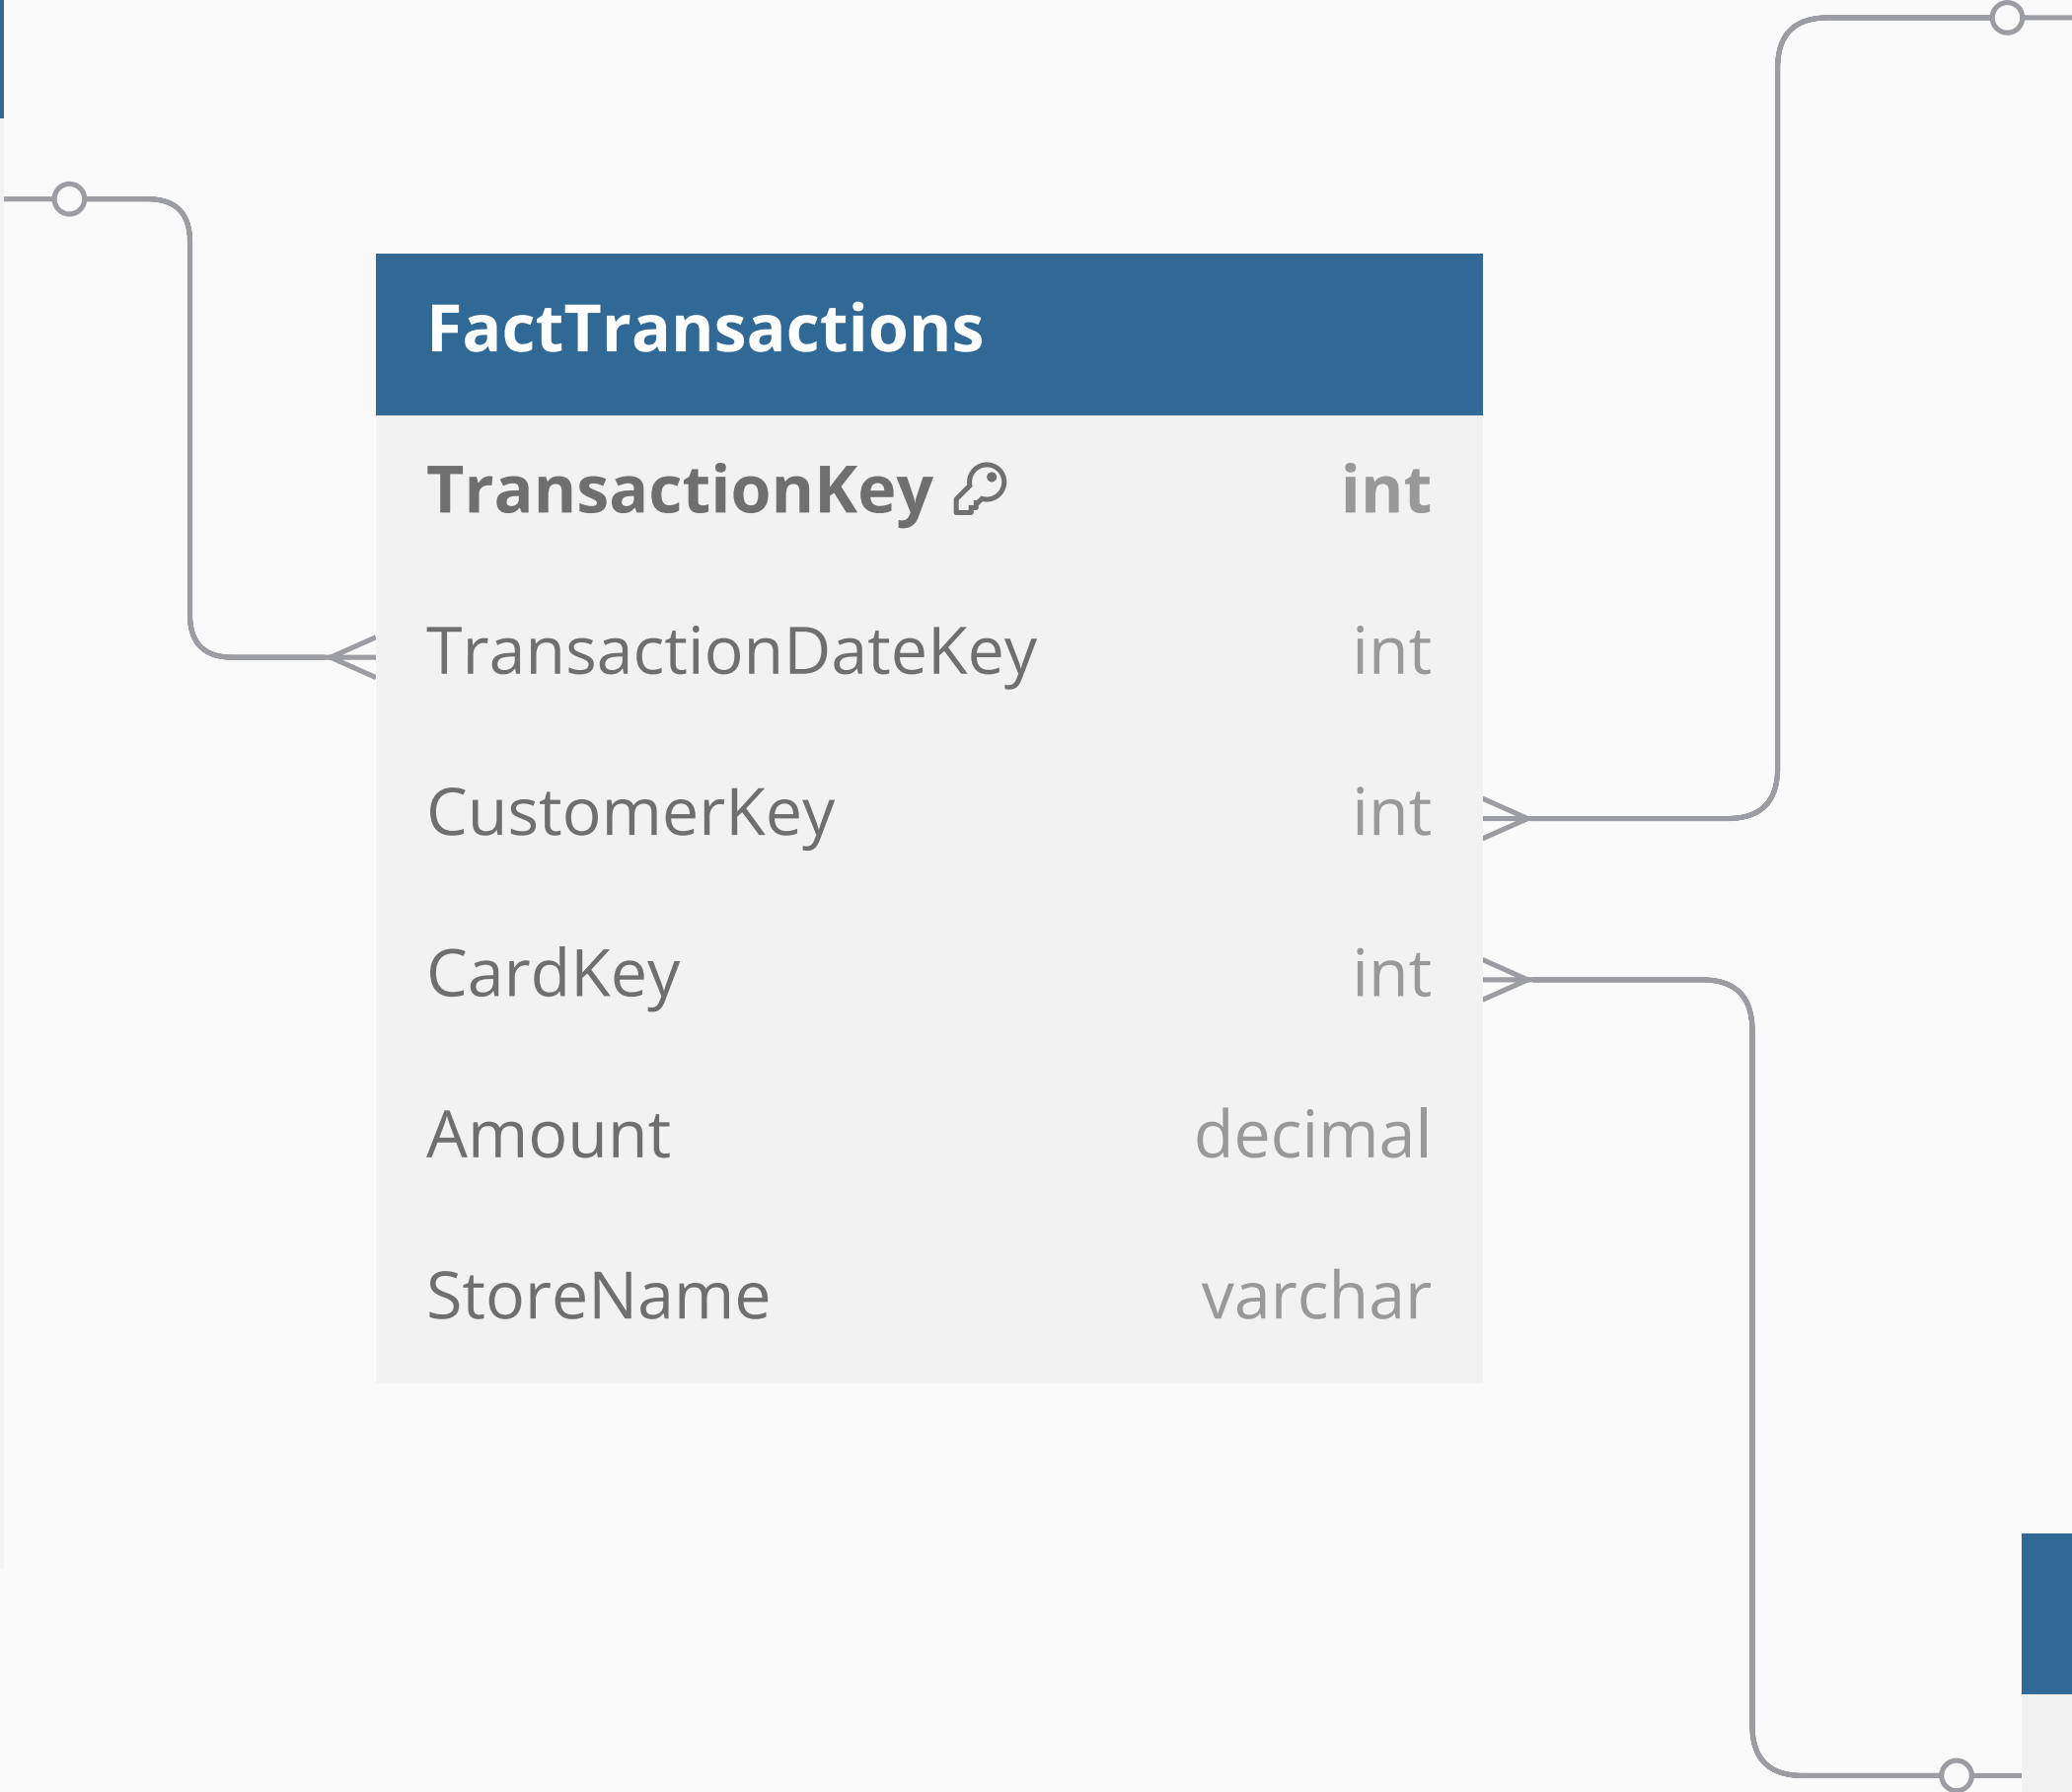 FactTransactions
TransactionKey int
TransactionDateKey int
CustomerKey int
CardKey int
Amount decimal
StoreName varchar